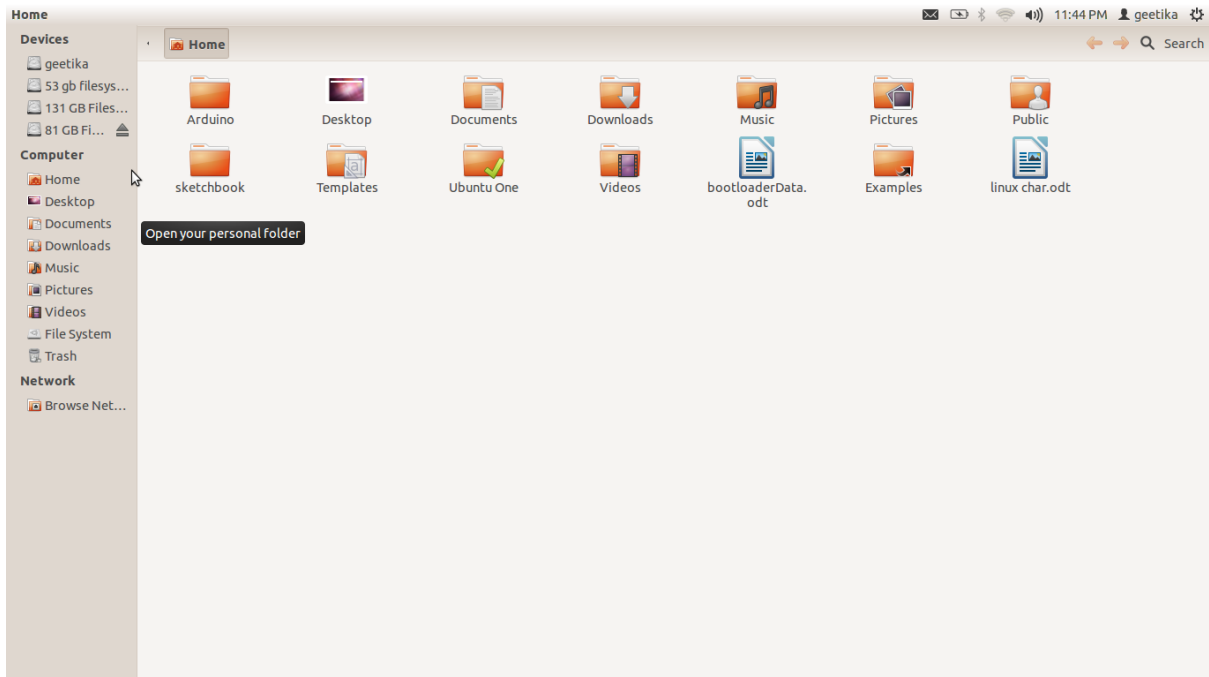 Home
11:44 PM geetika
Devices
geetika
53 gb filesys...
131 GB Files...
81 GB Fi...
Computer
Home
Desktop
Documents
Downloads
Music
Pictures
Videos
File System
Trash
Network
Browse Net...
Home
Search
Arduino Desktop Documents Downloads Music Pictures Public
sketchbook Templates Ubuntu One Videos bootloaderData. Examples linux char.odt
odt
Open your personal folder